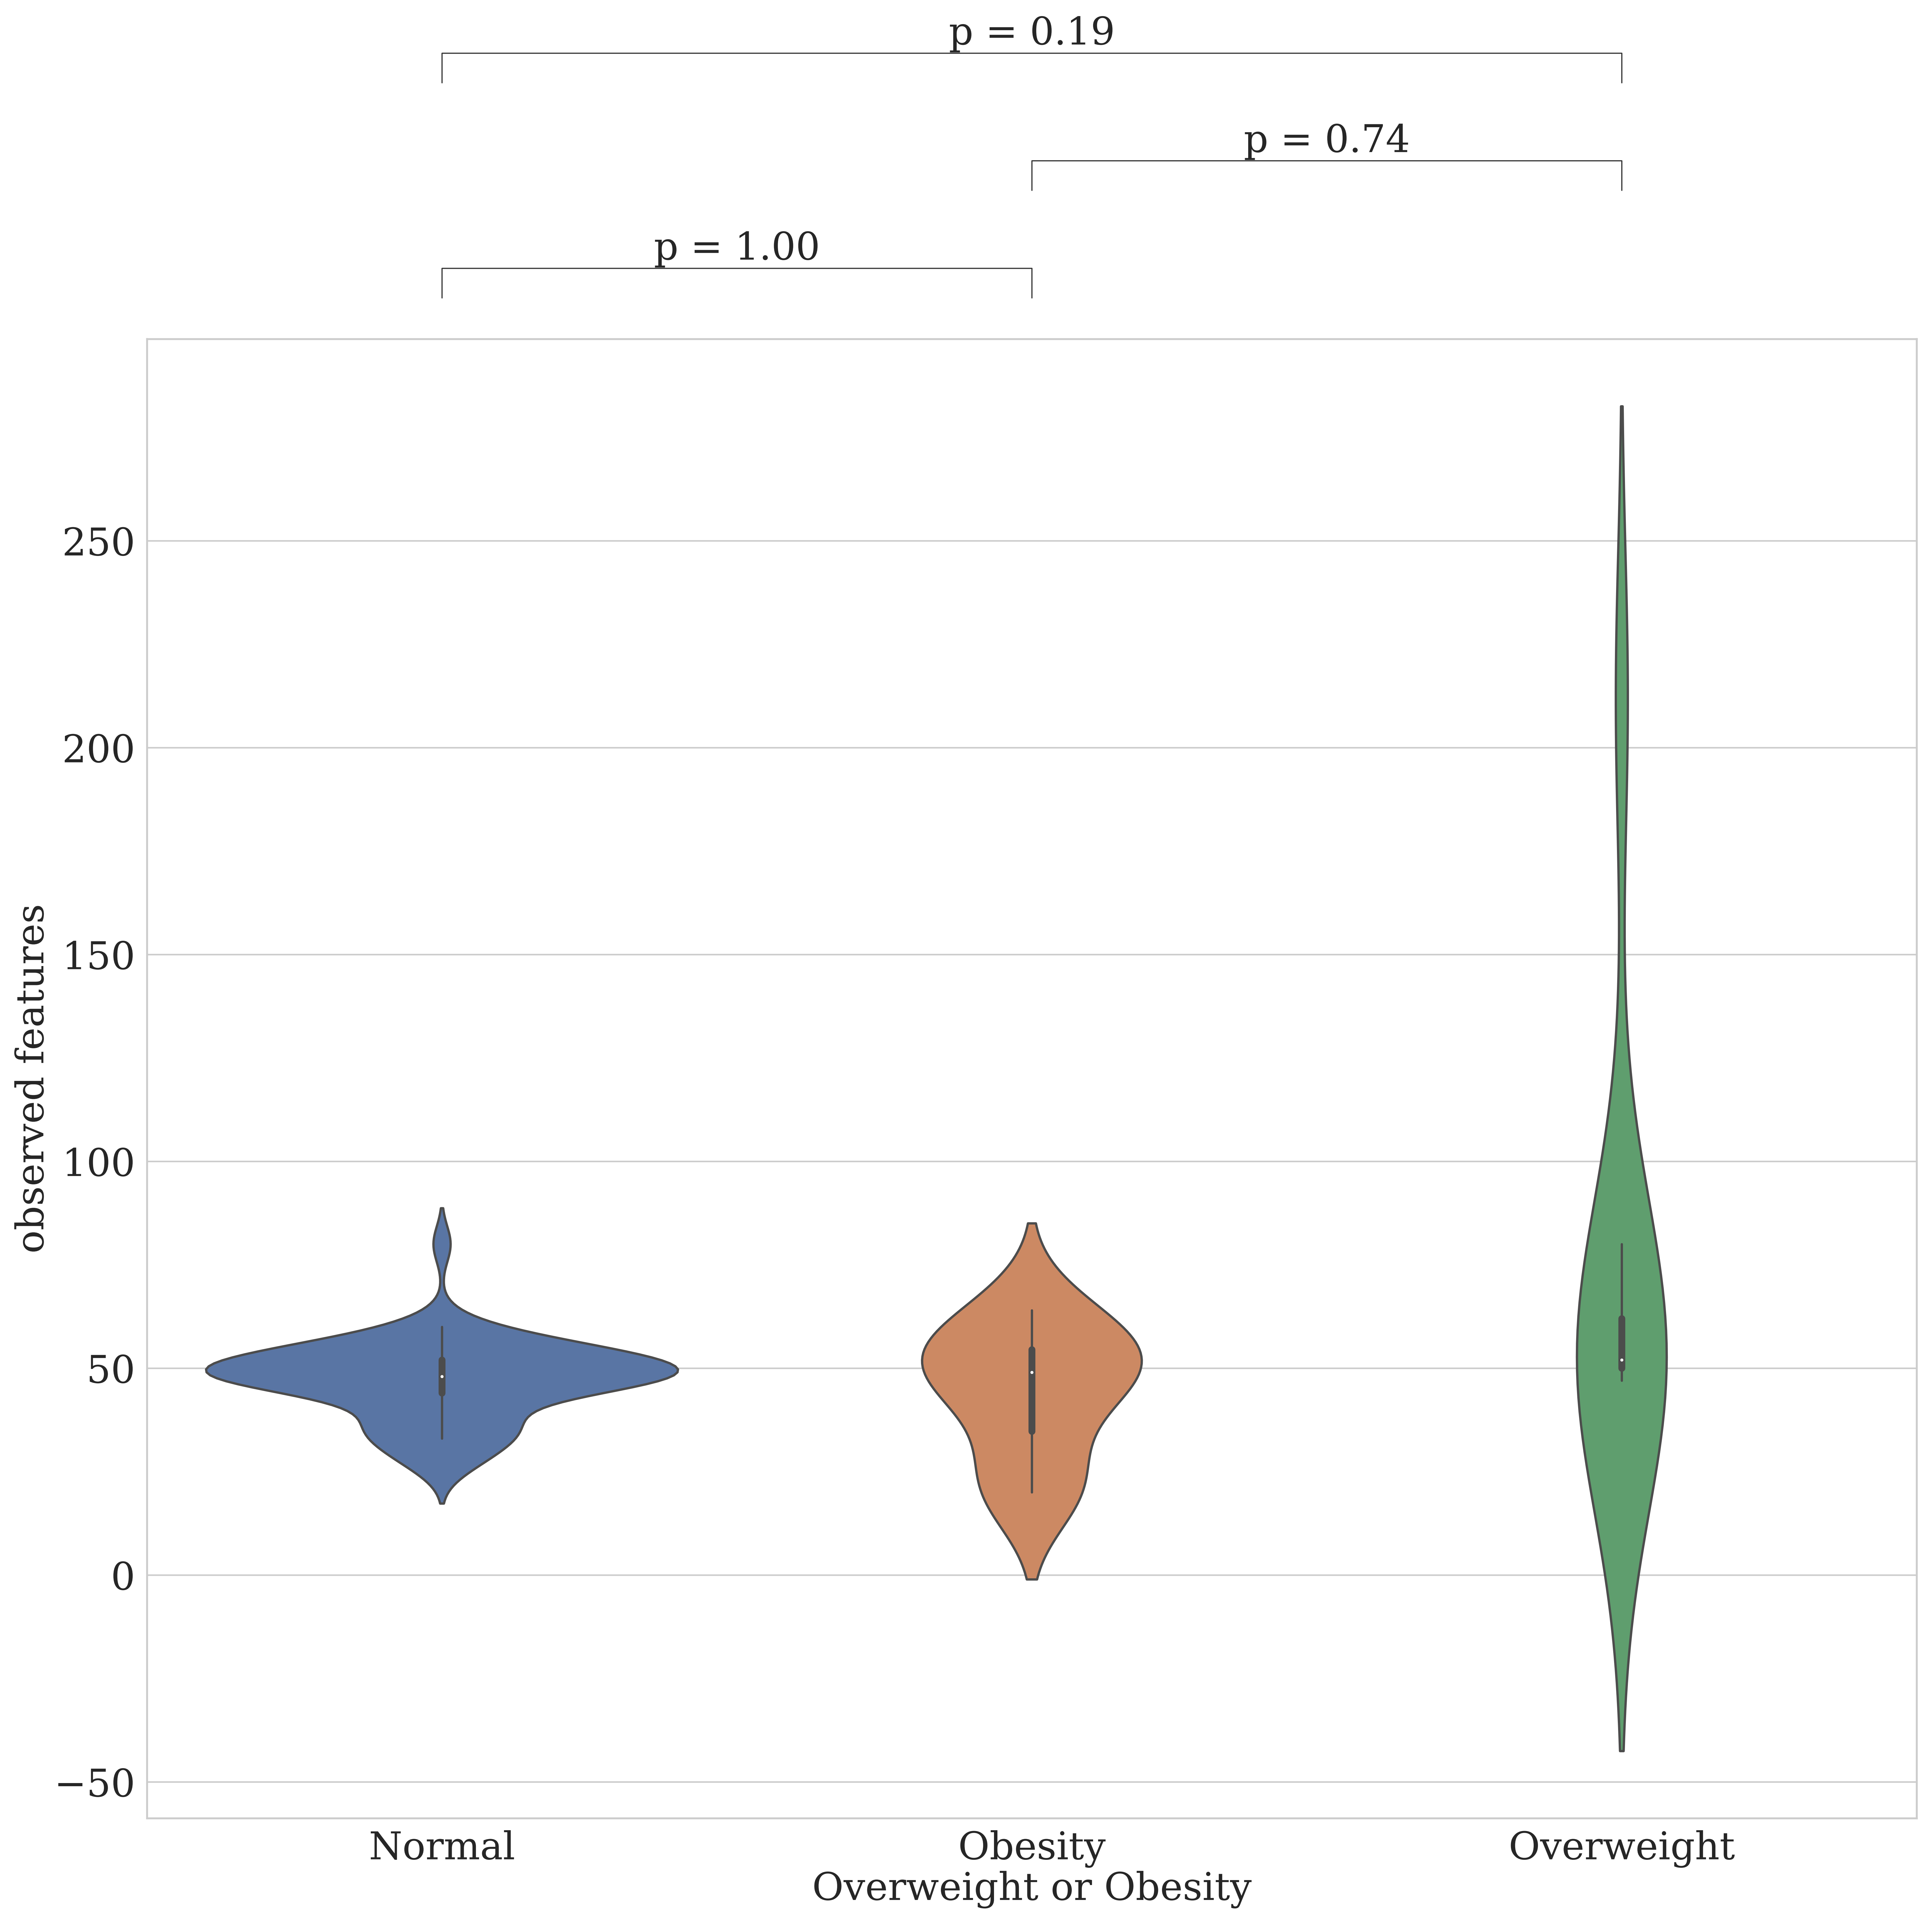 p = 0.19
p = 0.74
p = 1.00
observed features
250
200
150
100
50
0
−50
Normal
Obesity
Overweight
Overweight or Obesity